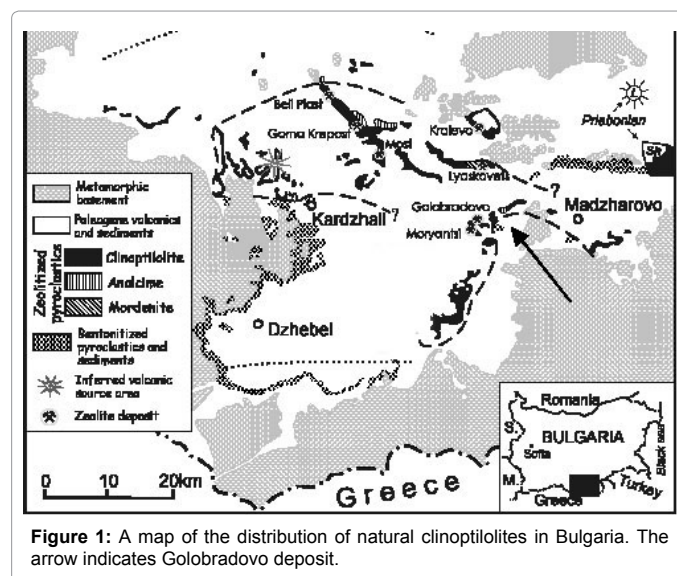 Beli Plast
Gorna Krepost
Most
Kralevo
Priabonian
Lyaskovets
?
Golobradovo
Madzharovo
Kardzhali
?
Moryantsi
Dzhebel
Metamorphic
basement
Paleogene volcanics
and sediments
Zeolitized
pyroclastics
Clinoptilolite
Analcime
Mordenite
Bentonitized
pyroclastics and
sediments
Inferred volcanic
source area
Zeolite deposit
0 10 20km
Greece
Romania
S.
BULGARIA
Sofia
Black sea
M.
Greece
Turkey
Figure 1: A map of the distribution of natural clinoptilolites in Bulgaria. The
arrow indicates Golobradovo deposit.